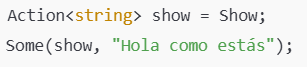 Action<string> show = Show;
Some(show, "Hola como estás");